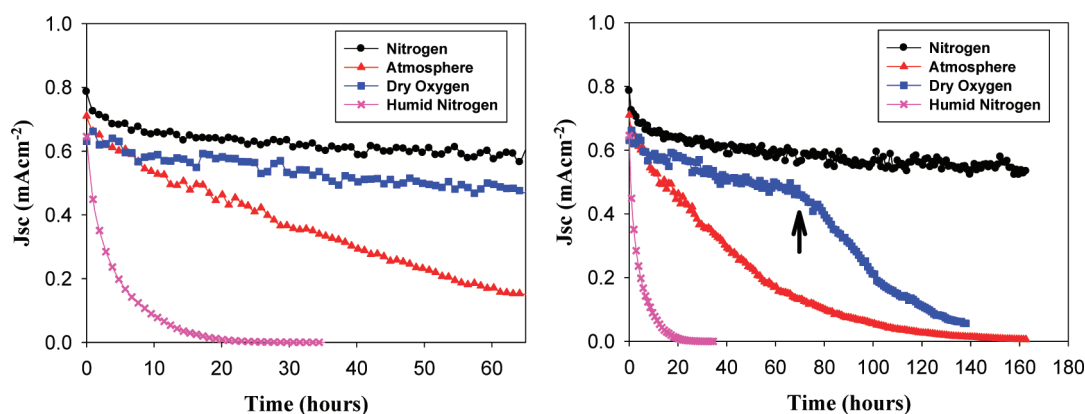 1.0
0.8
0.6
0.4
0.2
0.0
Jsc (mAcm-2)
Nitrogen
Atmosphere
Dry Oxygen
Humid Nitrogen
0 10 20 30 40 50 60
Time (hours)
1.0
0.8
0.6
0.4
0.2
0.0
Jsc (mAcm-2)
Nitrogen
Atmosphere
Dry Oxygen
Humid Nitrogen
0 20 40 60 80 100 120 140 160 180
Time (hours)